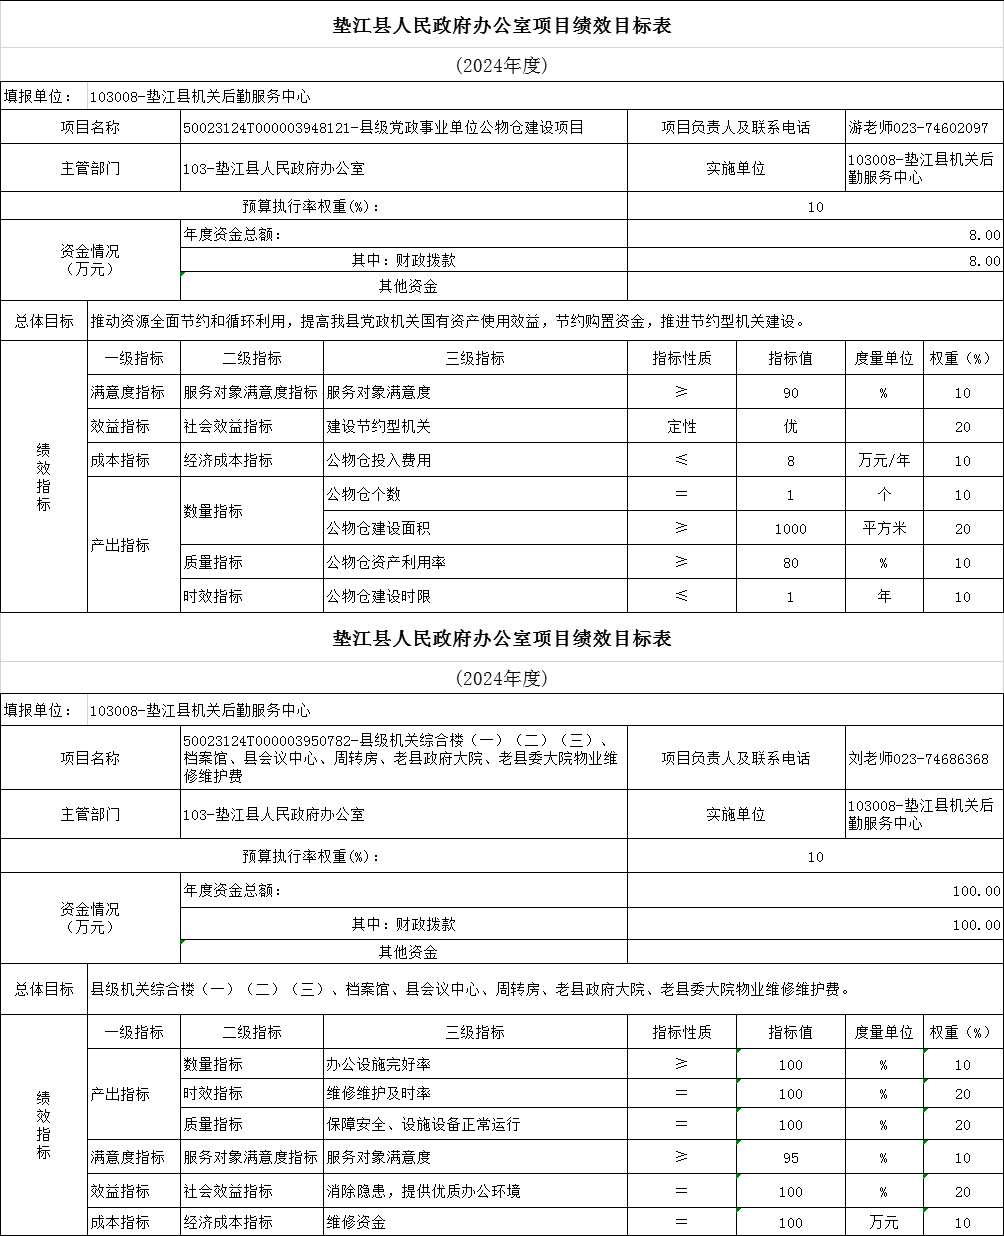 垫江县人民政府办公室项目绩效目标表
(2024年度)
填报单位： 103008-垫江县机关后勤服务中心
项目名称 50023124T000003948121-县级党政事业单位公物仓建设项目 项目负责人及联系电话 游老师023-74602097
主管部门 103-垫江县人民政府办公室 实施单位 103008-垫江县机关后
勤服务中心
预算执行率权重(%)： 10
资金情况
（万元）
年度资金总额： 8.00
其中：财政拨款 8.00
其他资金
总体目标 推动资源全面节约和循环利用，提高我县党政机关国有资产使用效益，节约购置资金，推进节约型机关建设。
绩
效
指
标
一级指标 二级指标 三级指标 指标性质 指标值 度量单位 权重（%）
满意度指标 服务对象满意度指标 服务对象满意度 ≥ 90 % 10
效益指标 社会效益指标 建设节约型机关 定性 优 20
成本指标 经济成本指标 公物仓投入费用 ≤ 8 万元/年 10
产出指标 数量指标 公物仓个数 ＝ 1 个 10
公物仓建设面积 ≥ 1000 平方米 20
质量指标 公物仓资产利用率 ≥ 80 % 10
时效指标 公物仓建设时限 ≤ 1 年 10
垫江县人民政府办公室项目绩效目标表
(2024年度)
填报单位： 103008-垫江县机关后勤服务中心
项目名称 50023124T000003950782-县级机关综合楼（一）（二）（三）、
档案馆、县会议中心、周转房、老县政府大院、老县委大院物业维
修维护费
项目负责人及联系电话 刘老师023-74686368
主管部门 103-垫江县人民政府办公室 实施单位 103008-垫江县机关后
勤服务中心
预算执行率权重(%)： 10
资金情况
（万元）
年度资金总额： 100.00
其中：财政拨款 100.00
其他资金
总体目标 县级机关综合楼（一）（二）（三）、档案馆、县会议中心、周转房、老县政府大院、老县委大院物业维修维护费。
绩
效
指
标
一级指标 二级指标 三级指标 指标性质 指标值 度量单位 权重（%）
产出指标 数量指标 办公设施完好率 ≥ 100 % 10
时效指标 维修维护及时率 ＝ 100 % 20
质量指标 保障安全、设施设备正常运行 ＝ 100 % 20
满意度指标 服务对象满意度指标 服务对象满意度 ≥ 95 % 10
效益指标 社会效益指标 消除隐患，提供优质办公环境 ＝ 100 % 20
成本指标 经济成本指标 维修资金 ＝ 100 万元 10